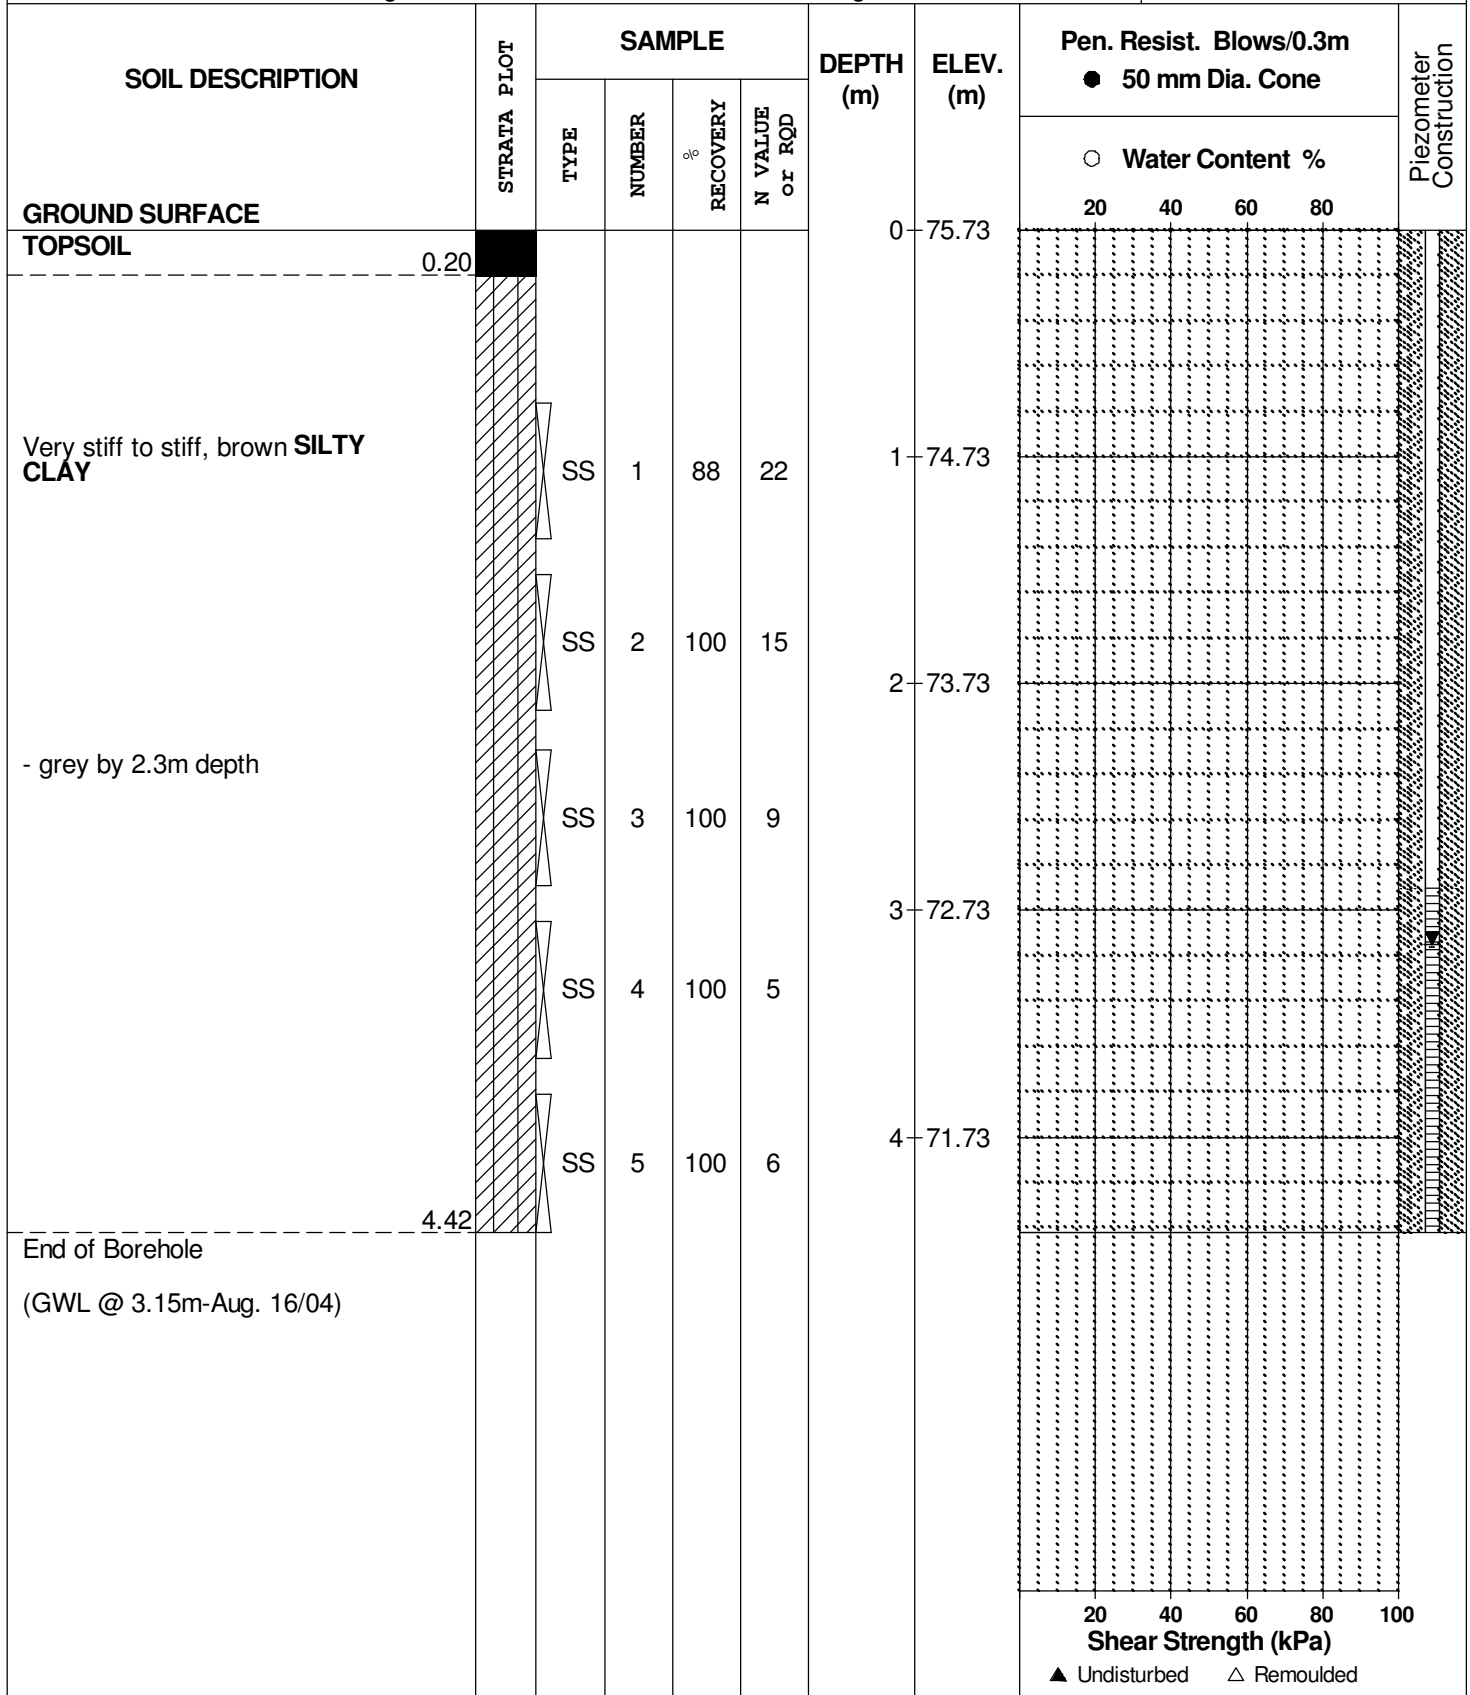 SOIL DESCRIPTION
STRATA PLOT
SAMPLE
TYPE
NUMBER
% RECOVERY
N VALUE or RQD
DEPTH (m)
ELEV. (m)
Pen. Resist. Blows/0.3m
● 50 mm Dia. Cone
○ Water Content %
20 40 60 80
Piezometer Construction
GROUND SURFACE
0 75.73
TOPSOIL
0.20
Very stiff to stiff, brown SILTY
CLAY
1 74.73
SS 1 88 22
SS 2 100 15
2 73.73
- grey by 2.3m depth
SS 3 100 9
3 72.73
SS 4 100 5
4 71.73
SS 5 100 6
4.42
End of Borehole
(GWL @ 3.15m-Aug. 16/04)
20 40 60 80 100
Shear Strength (kPa)
▲ Undisturbed △ Remoulded